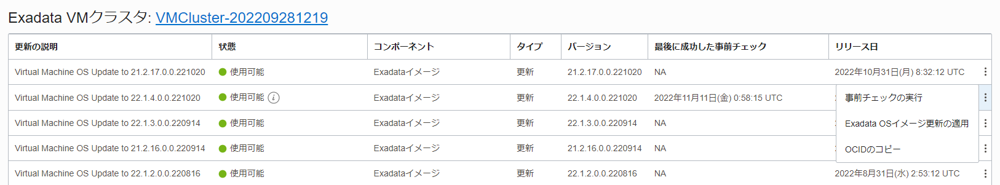 Exadata VMクラスタ: VMCluster-202209281219
更新の説明 状態 コンポーネント タイプ バージョン 最後に成功した事前チェック リリース日
Virtual Machine OS Update to 21.2.17.0.0.221020 使用可能 Exadataイメージ 更新 21.2.17.0.0.221020 NA 2022年10月31日(月) 8:32:12 UTC
Virtual Machine OS Update to 22.1.4.0.0.221020 使用可能 Exadataイメージ 更新 22.1.4.0.0.221020 2022年11月11日(金) 0:58:15 UTC 事前チェックの実行
Virtual Machine OS Update to 22.1.3.0.0.220914 使用可能 Exadataイメージ 更新 22.1.3.0.0.220914 NA Exadata OSイメージ更新の適用
Virtual Machine OS Update to 21.2.16.0.0.220914 使用可能 Exadataイメージ 更新 21.2.16.0.0.220914 NA OCIDのコピー
Virtual Machine OS Update to 22.1.2.0.0.220816 使用可能 Exadataイメージ 更新 22.1.2.0.0.220816 NA 2022年8月31日(水) 2:53:12 UTC